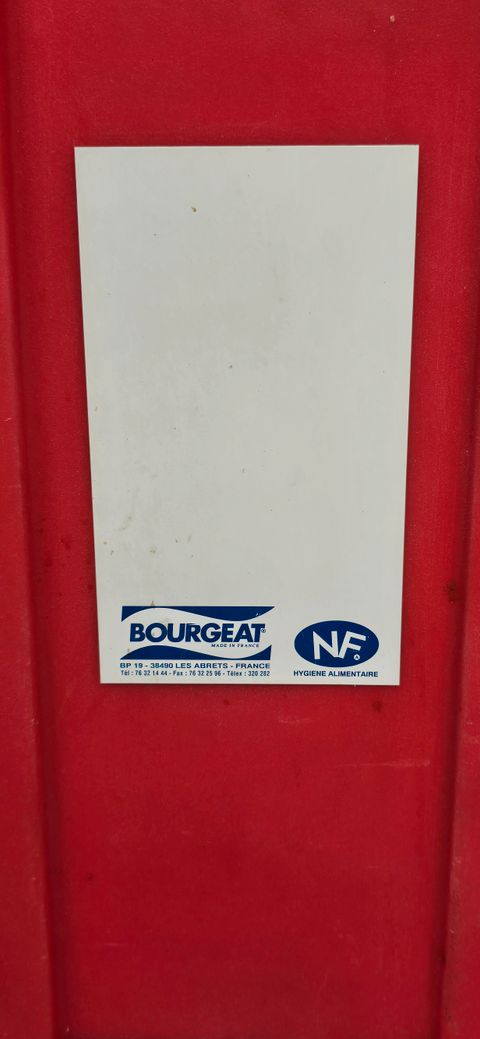 BOURGEAT®
MADE IN FRANCE
BP 19 - 38490 LES ABRETS - FRANCE
Tél : 76 32 14 44 - Fax : 76 32 25 96 - Télex : 320 282
NF
HYGIENE ALIMENTAIRE